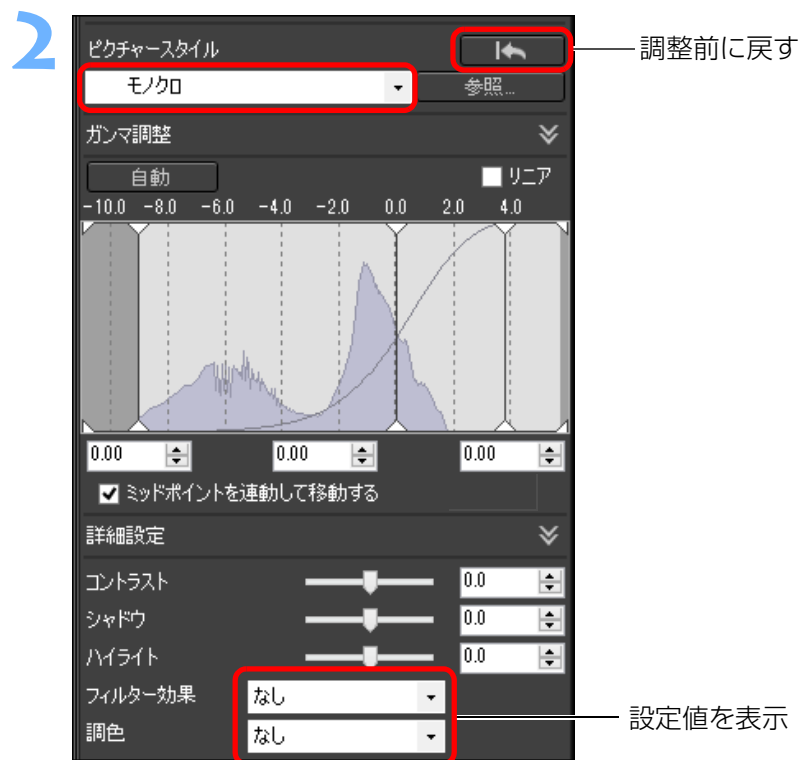 2
ピクチャースタイル
調整前に戻す
モノクロ
参照...
ガンマ調整
自動
リニア
-10.0 -8.0 -6.0 -4.0 -2.0 0.0 2.0 4.0
0.00 0.00 0.00
ミッドポイントを連動して移動する
詳細設定
コントラスト 0.0
シャドウ 0.0
ハイライト 0.0
フィルター効果 なし
設定値を表示
調色 なし